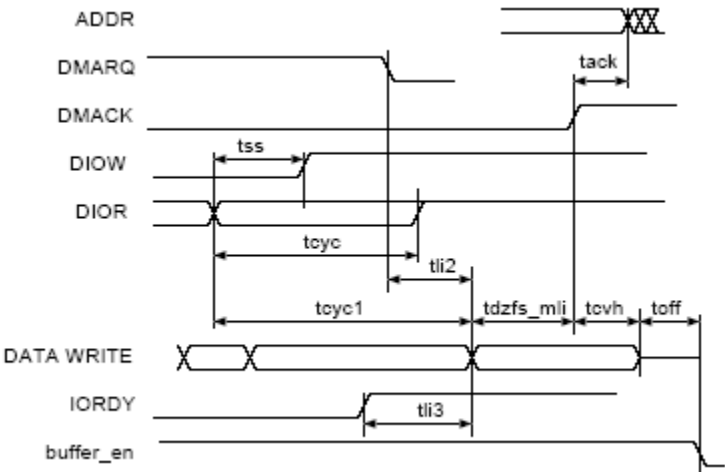 ADDR
tack
DMARQ
DMACK
tss
DIOW
DIOR
tcyc
tli2
tcyc1 tdzfs_mli tcvh toff
DATA WRITE
IORDY
tli3
buffer_en